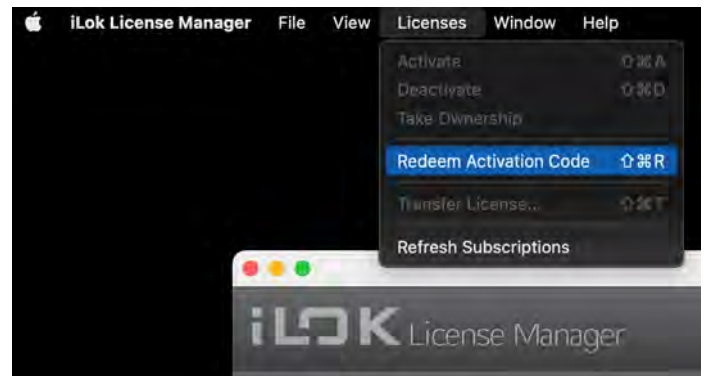 iLok License Manager File View Licenses Window Help
Activate ⇧⌘A
Deactivate ⇧⌘D
Take Ownership
Redeem Activation Code ⇧⌘R
Transfer License... ⇧⌘T
Refresh Subscriptions
iLOK License Manager